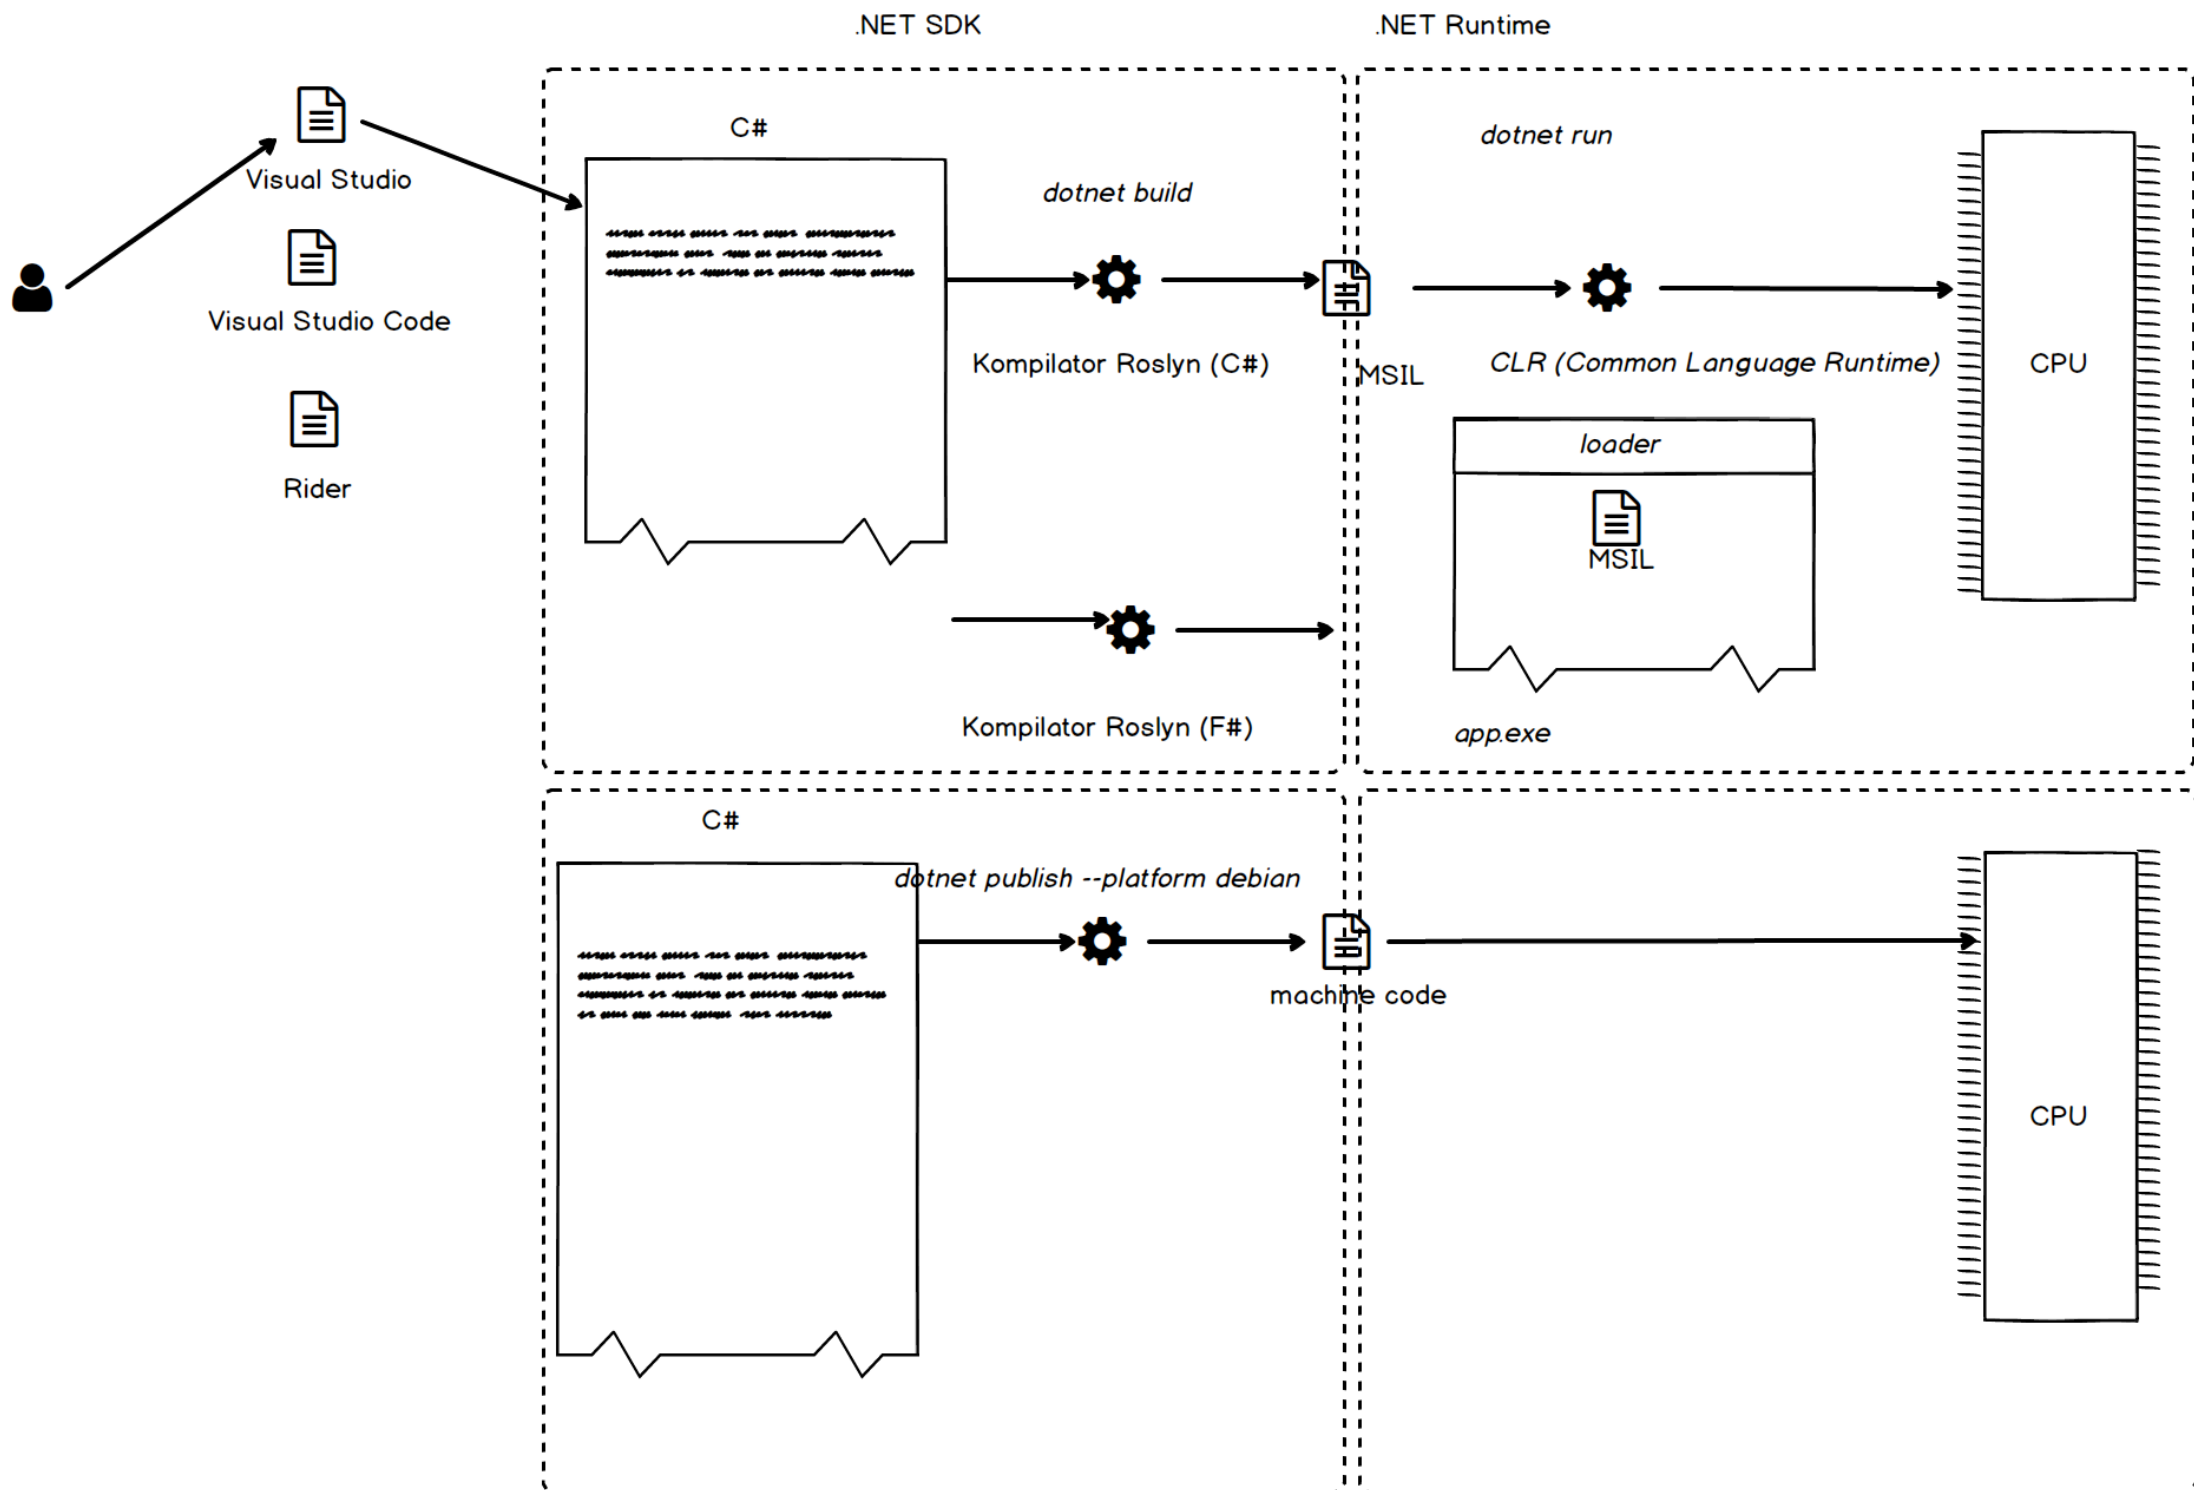 .NET SDK
.NET Runtime
Visual Studio
Visual Studio Code
Rider
C#
dotnet build
Kompilator Roslyn (C#)
MSIL
Kompilator Roslyn (F#)
dotnet run
CLR (Common Language Runtime)
CPU
loader
MSIL
app.exe
C#
dotnet publish --platform debian
machine code
CPU